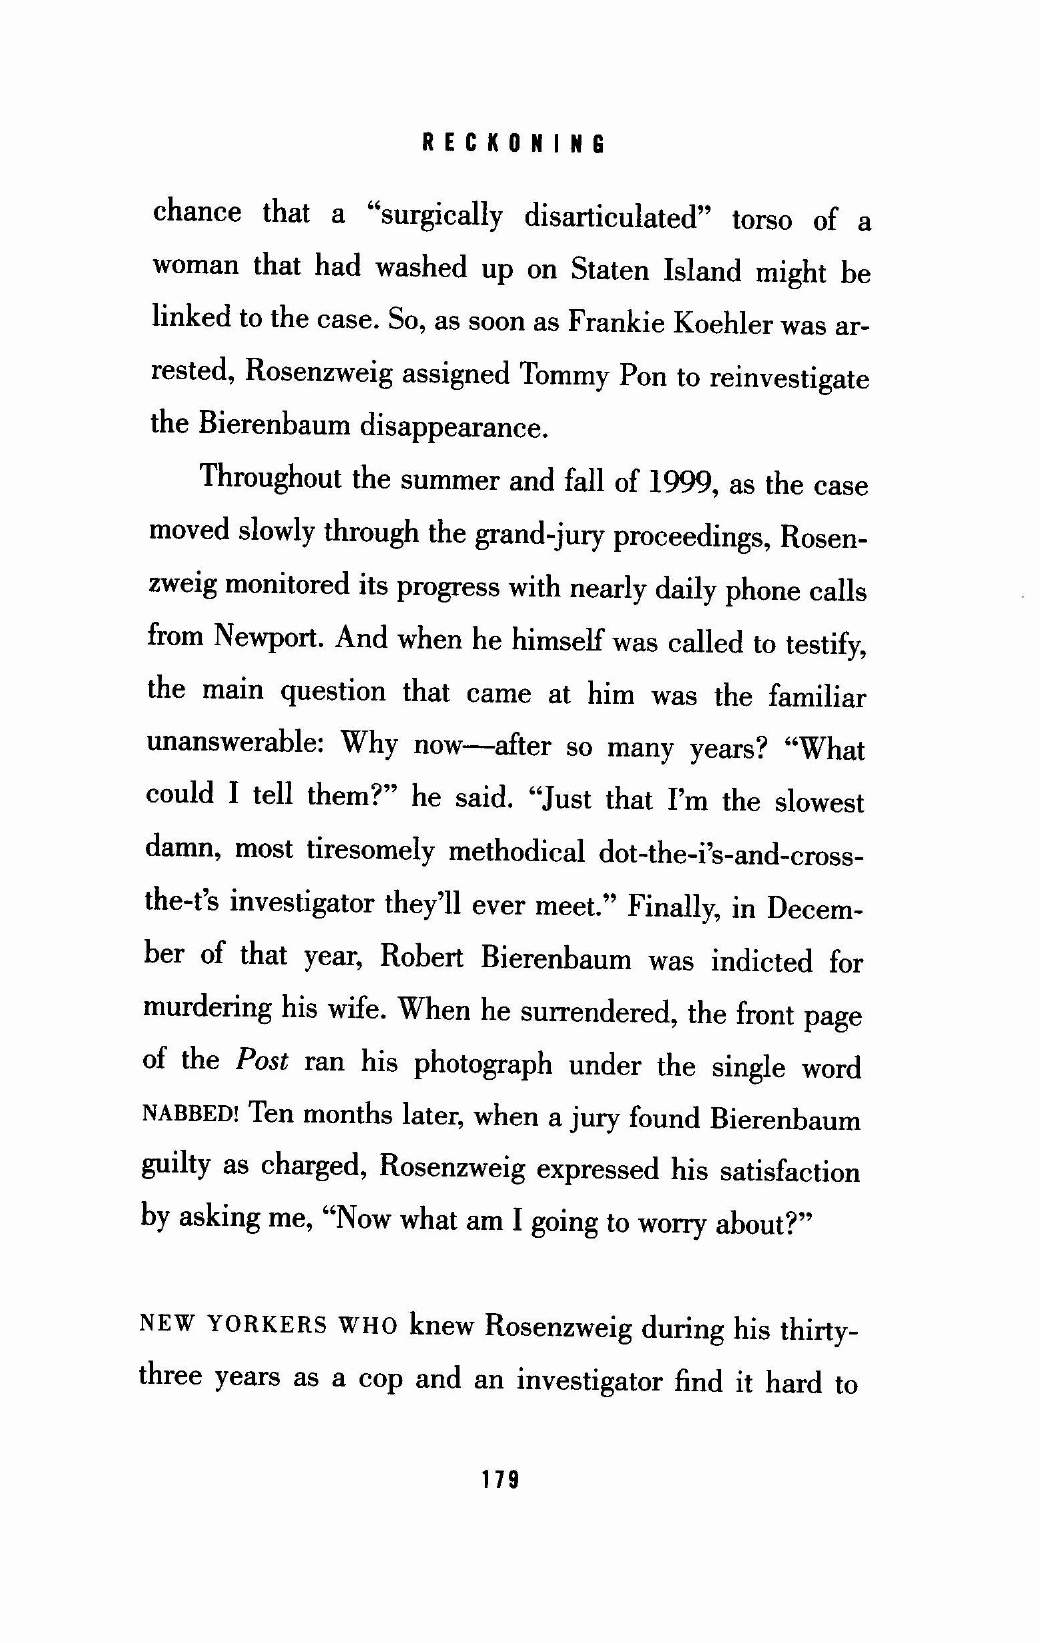 RECKONING
chance that a “surgically disarticulated” torso of a
woman that had washed up on Staten Island might be
linked to the case. So, as soon as Frankie Koehler was ar-
rested, Rosenzweig assigned Tommy Pon to reinvestigate
the Bierenbaum disappearance.
Throughout the summer and fall of 1999, as the case
moved slowly through the grand-jury proceedings, Rosen-
zweig monitored its progress with nearly daily phone calls
from Newport. And when he himself was called to testify,
the main question that came at him was the familiar
unanswerable: Why now—after so many years? “What
could I tell them?” he said. “Just that I’m the slowest
damn, most tiresomely methodical dot-the-i’s-and-cross-
the-t’s investigator they’ll ever meet.” Finally, in Decem-
ber of that year, Robert Bierenbaum was indicted for
murdering his wife. When he surrendered, the front page
of the Post ran his photograph under the single word
NABBED! Ten months later, when a jury found Bierenbaum
guilty as charged, Rosenzweig expressed his satisfaction
by asking me, “Now what am I going to worry about?”
NEW YORKERS WHO knew Rosenzweig during his thirty-
three years as a cop and an investigator find it hard to
179